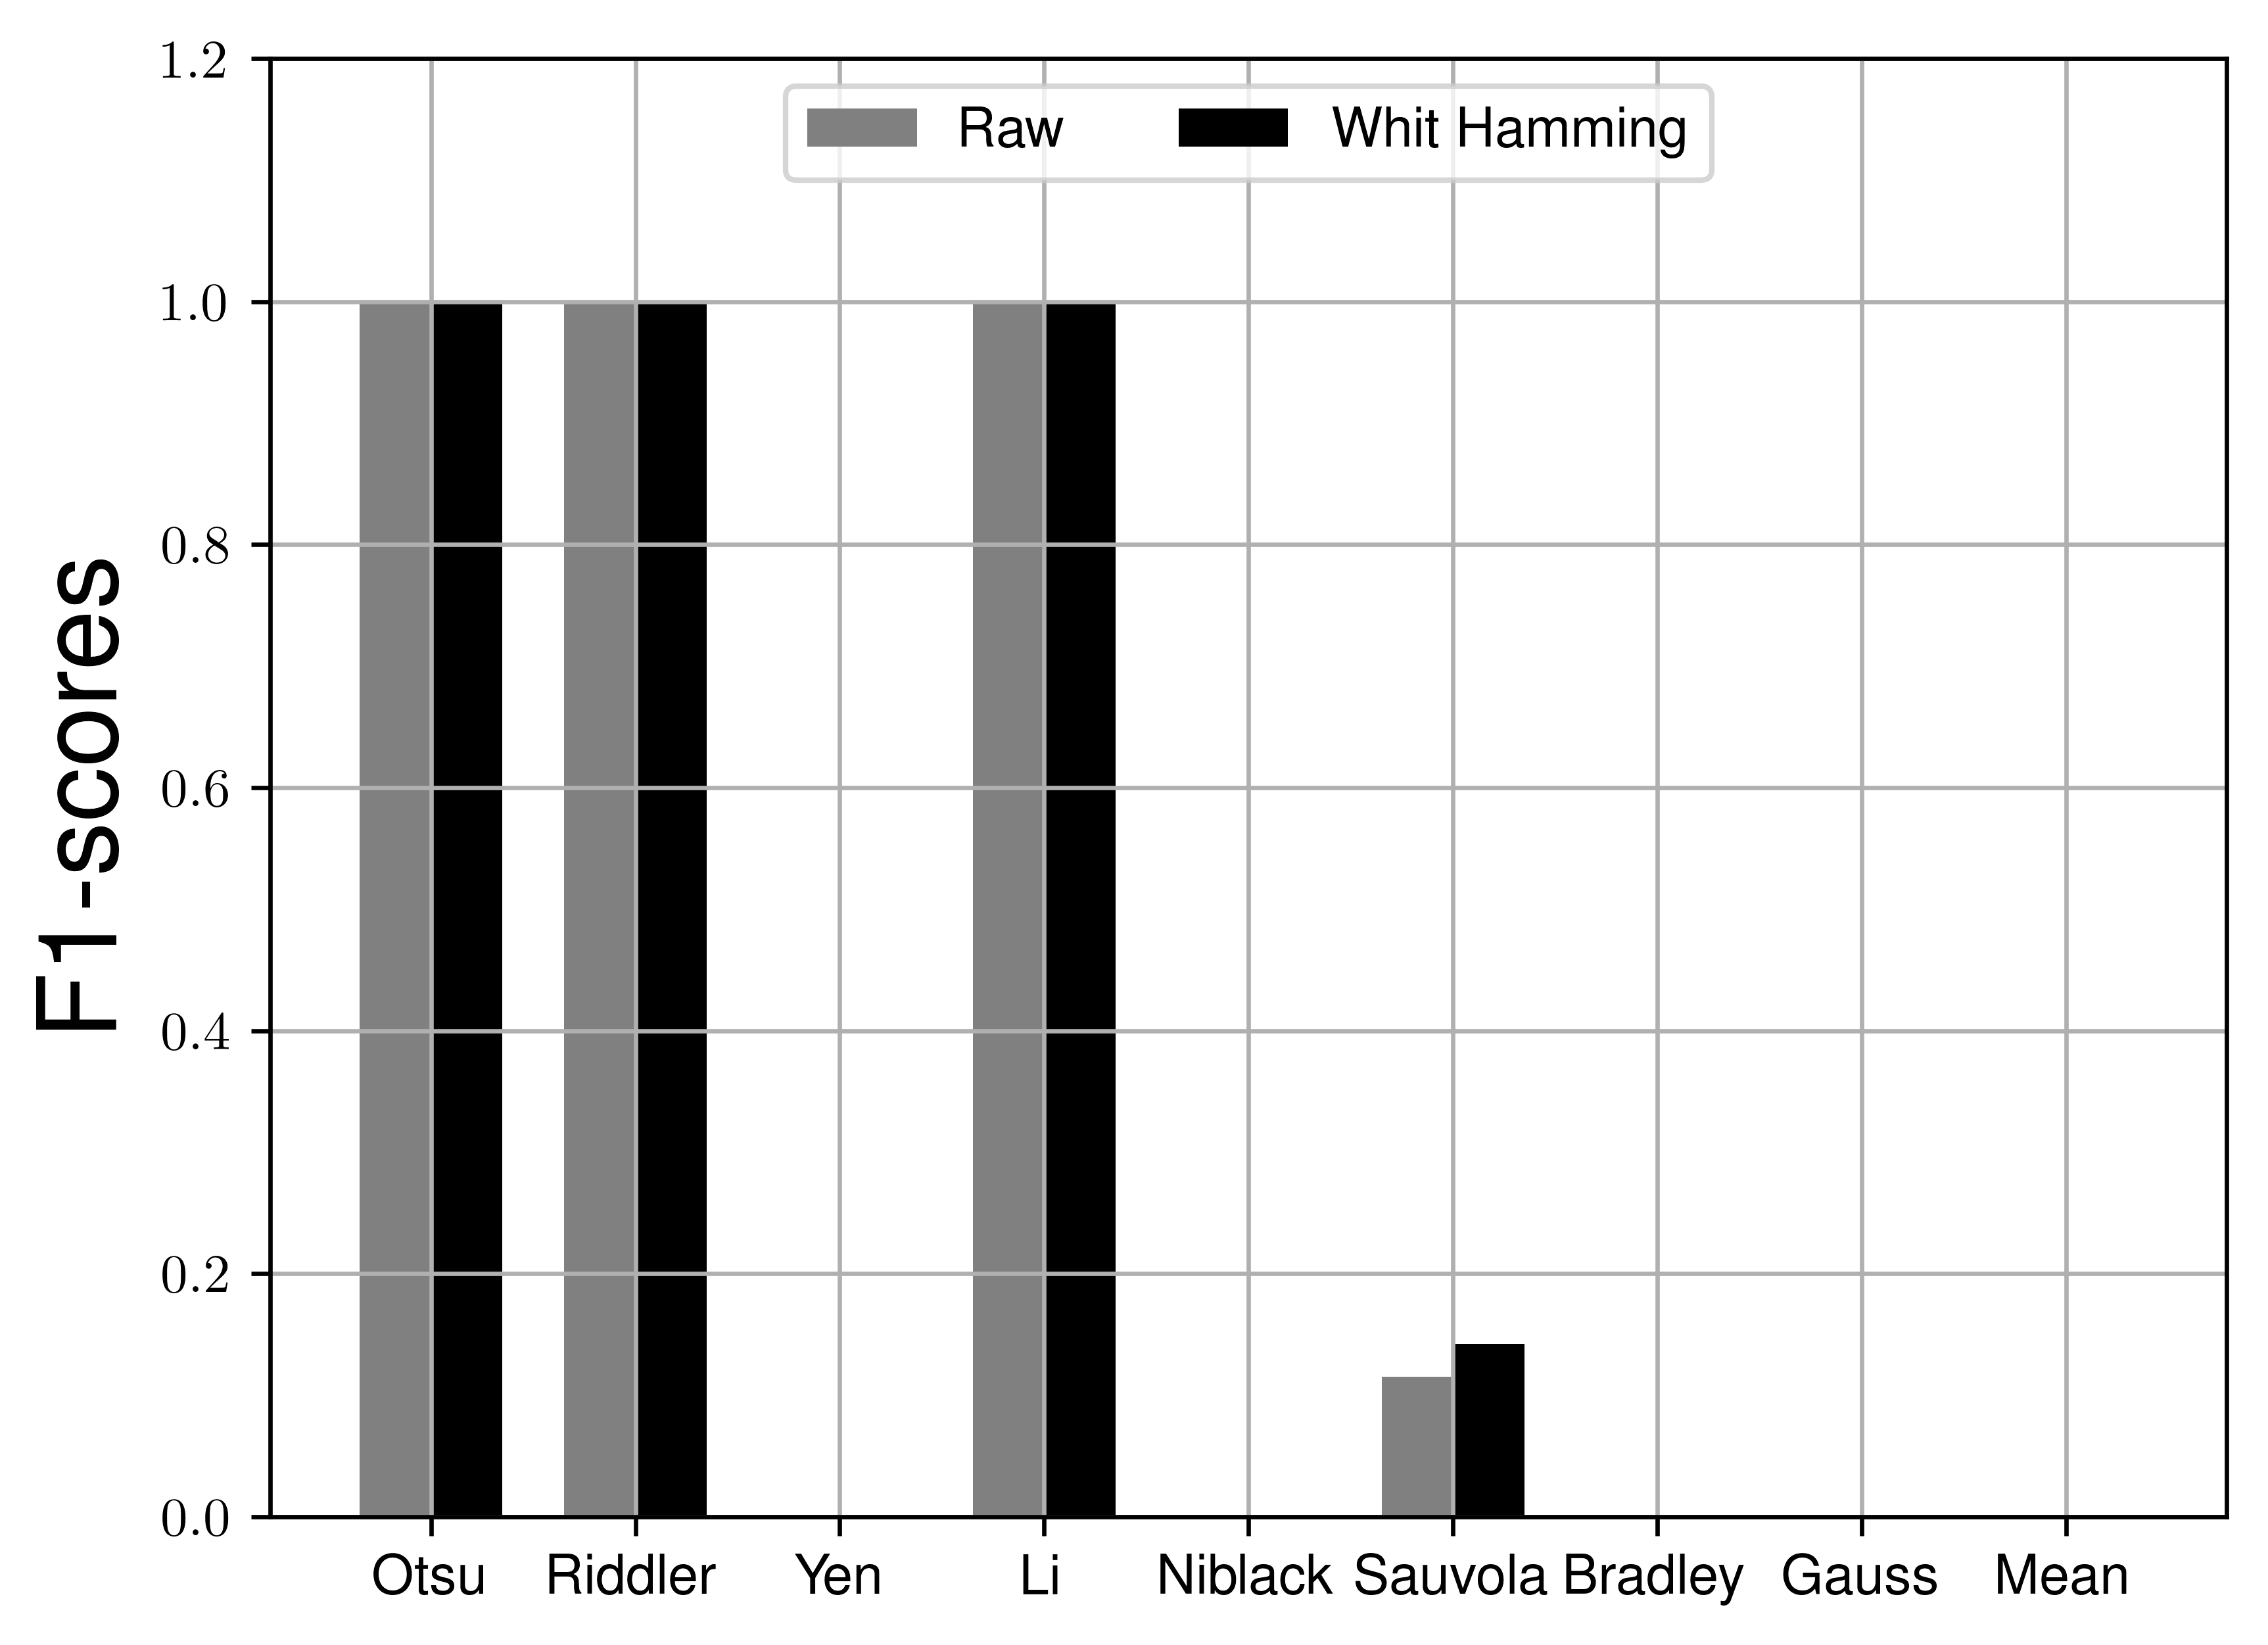 1.2
Raw Whit Hamming
1.0
0.8
0.6
0.4
0.2
0.0
F1-scores
Otsu Riddler Yen Li Niblack Sauvola Bradley Gauss Mean